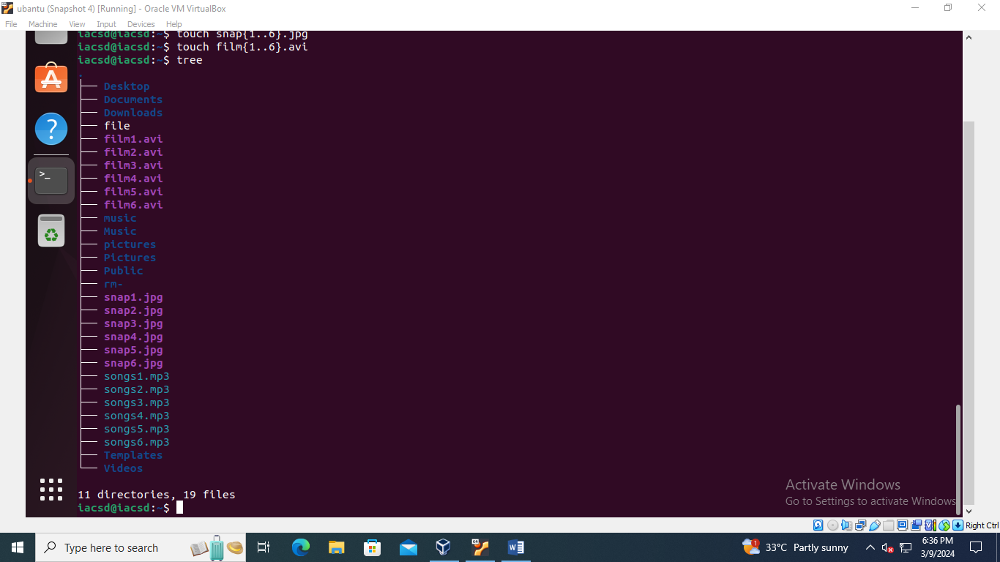 ubantu (Snapshot 4) [Running] - Oracle VM VirtualBox
File Machine View Input Devices Help
iacsd@iacsd:~$ touch snap{1..6}.jpg
iacsd@iacsd:~$ touch film{1..6}.avi
iacsd@iacsd:~$ tree
.
├── Desktop
├── Documents
├── Downloads
├── file
├── film1.avi
├── film2.avi
├── film3.avi
├── film4.avi
├── film5.avi
├── film6.avi
├── music
├── Music
├── pictures
├── Pictures
├── Public
├── rm-
├── snap1.jpg
├── snap2.jpg
├── snap3.jpg
├── snap4.jpg
├── snap5.jpg
├── snap6.jpg
├── songs1.mp3
├── songs2.mp3
├── songs3.mp3
├── songs4.mp3
├── songs5.mp3
├── songs6.mp3
├── Templates
└── Videos
11 directories, 19 files
iacsd@iacsd:~$
Activate Windows
Go to Settings to activate Windows.
Right Ctrl
Type here to search
33°C Partly sunny
6:36 PM
3/9/2024